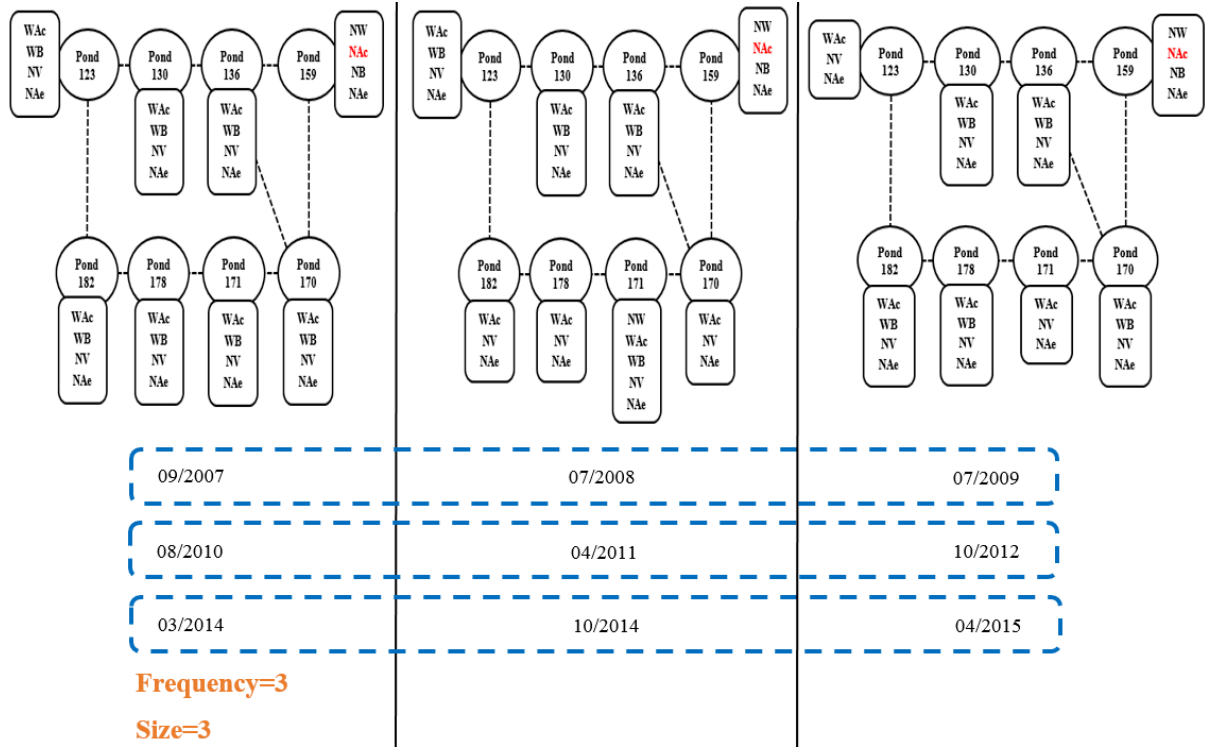 WAc
WB
NV
NAe
Pond
123
Pond
130
Pond
136
Pond
159
NW
NAc
NB
NAe
WAc
WB
NV
NAe
WAc
WB
NV
NAe
Pond
182
Pond
178
Pond
171
Pond
170
WAc
WB
NV
NAe
WAc
WB
NV
NAe
WAc
WB
NV
NAe
WAc
WB
NV
NAe
WAc
WB
NV
NAe
Pond
123
Pond
130
Pond
136
Pond
159
NW
NAc
NB
NAe
WAc
WB
NV
NAe
WAc
WB
NV
NAe
Pond
182
Pond
178
Pond
171
Pond
170
WAc
NV
NAe
WAc
NV
NAe
NW
WAc
WB
NV
NAe
WAc
NV
NAe
WAc
NV
NAe
Pond
123
Pond
130
Pond
136
Pond
159
NW
NAc
NB
NAe
WAc
WB
NV
NAe
WAc
WB
NV
NAe
Pond
182
Pond
178
Pond
171
Pond
170
WAc
WB
NV
NAe
WAc
WB
NV
NAe
WAc
NV
NAe
WAc
WB
NV
NAe
09/2007 07/2008 07/2009
08/2010 04/2011 10/2012
03/2014 10/2014 04/2015
Frequency=3
Size=3